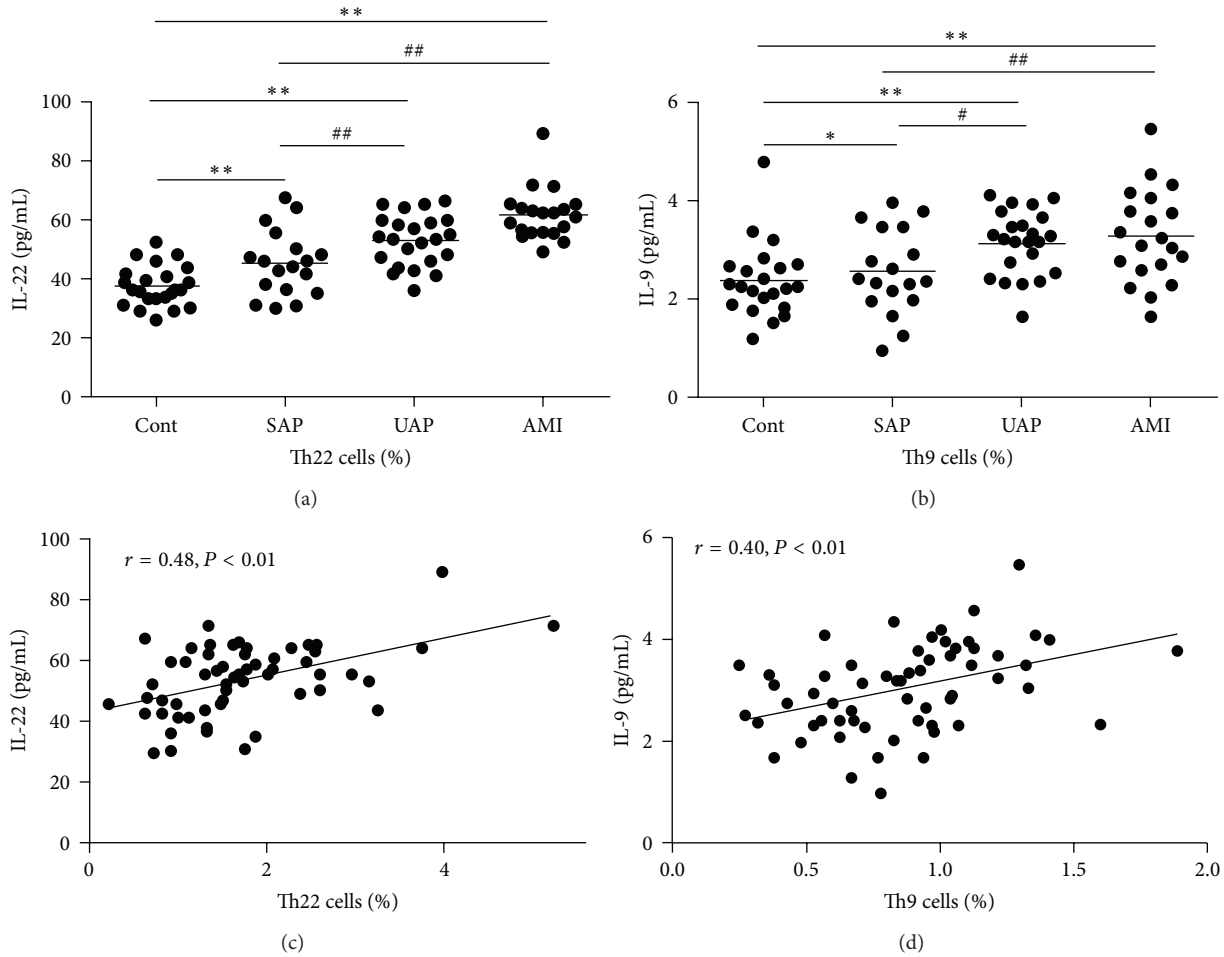 **
##
**
##
**
100
80
60
40
20
0
IL-22 (pg/mL)
Cont SAP UAP AMI
Th22 cells (%)
(a)
**
##
**
#
*
6
4
2
0
IL-9 (pg/mL)
Cont SAP UAP AMI
Th9 cells (%)
(b)
r = 0.48, P < 0.01
100
80
60
40
20
0
IL-22 (pg/mL)
0 2 4
Th22 cells (%)
(c)
r = 0.40, P < 0.01
6
4
2
0
IL-9 (pg/mL)
0.0 0.5 1.0 1.5 2.0
Th9 cells (%)
(d)